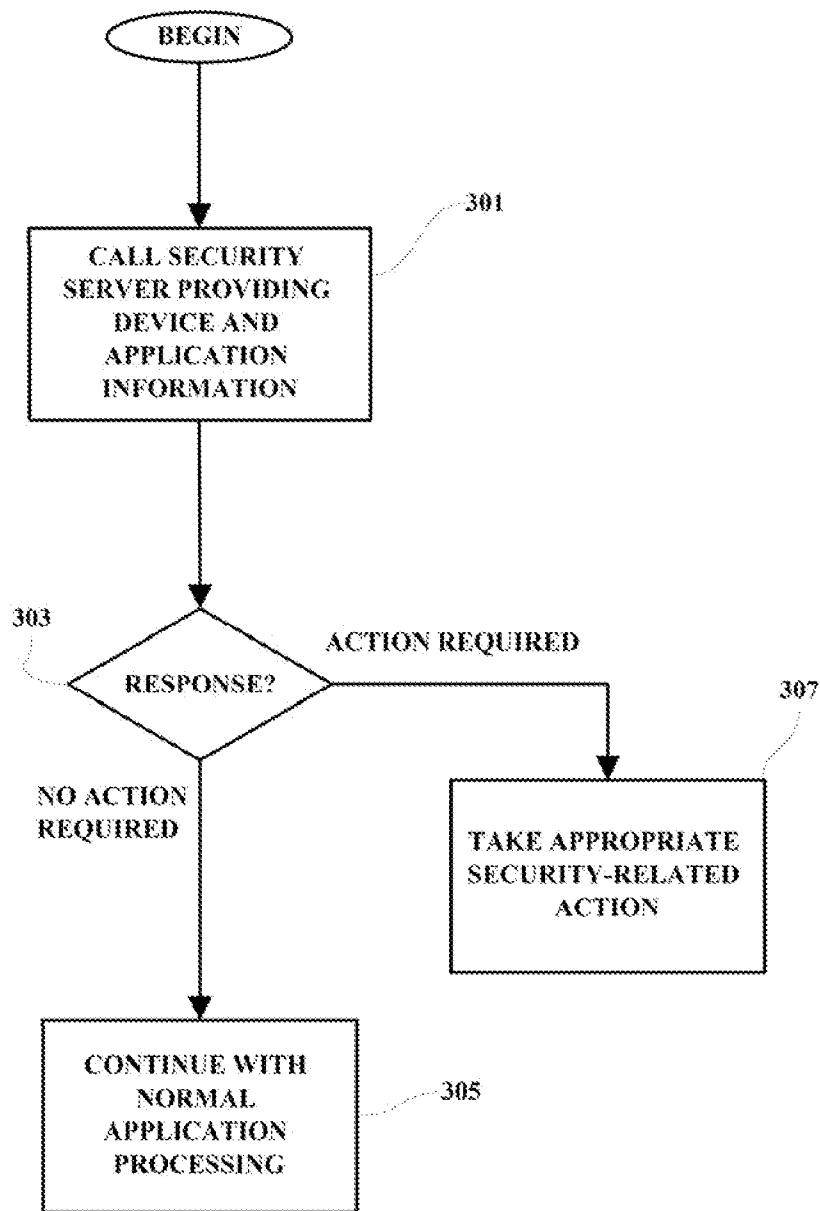 BEGIN
301
CALL SECURITY
SERVER PROVIDING
DEVICE AND
APPLICATION
INFORMATION
303
RESPONSE?
ACTION REQUIRED
307
NO ACTION
REQUIRED
TAKE APPROPRIATE
SECURITY-RELATED
ACTION
CONTINUE WITH
NORMAL
APPLICATION
PROCESSING
305